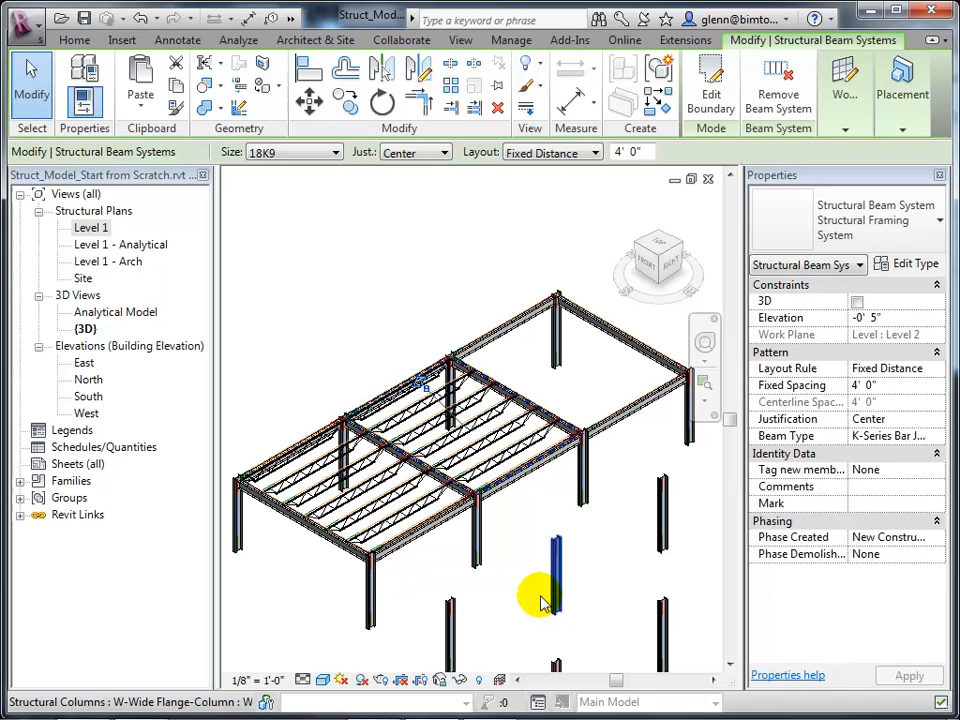 Struct_Mod... Type a keyword or phrase glenn@bimto...
Home Insert Annotate Analyze Architect & Site Collaborate View Manage Add-Ins Online Extensions Modify | Structural Beam Systems
Modify Paste Edit Boundary Remove Beam System Wo... Placement
Select Properties Clipboard Geometry Modify View Measure Create Mode Beam System
Modify | Structural Beam Systems Size: 18K9 Just.: Center Layout: Fixed Distance 4' 0"
Struct_Model_Start from Scratch.rvt ...
Views (all)
Structural Plans
Level 1
Level 1 - Analytical
Level 1 - Arch
Site
3D Views
Analytical Model
{3D}
Elevations (Building Elevation)
East
North
South
West
Legends
Schedules/Quantities
Sheets (all)
Families
Groups
Revit Links
TOP
FRONT RIGHT
Properties
Structural Beam System
Structural Framing
System
Structural Beam Sys Edit Type
Constraints
3D
Elevation -0' 5"
Work Plane Level : Level 2
Pattern
Layout Rule Fixed Distance
Fixed Spacing 4' 0"
Centerline Spac... 4' 0"
Justification Center
Beam Type K-Series Bar J...
Identity Data
Tag new memb... None
Comments
Mark
Phasing
Phase Created New Constru...
Phase Demolish... None
Properties help Apply
1/8" = 1'-0"
Structural Columns : W-Wide Flange-Column : W :0 Main Model